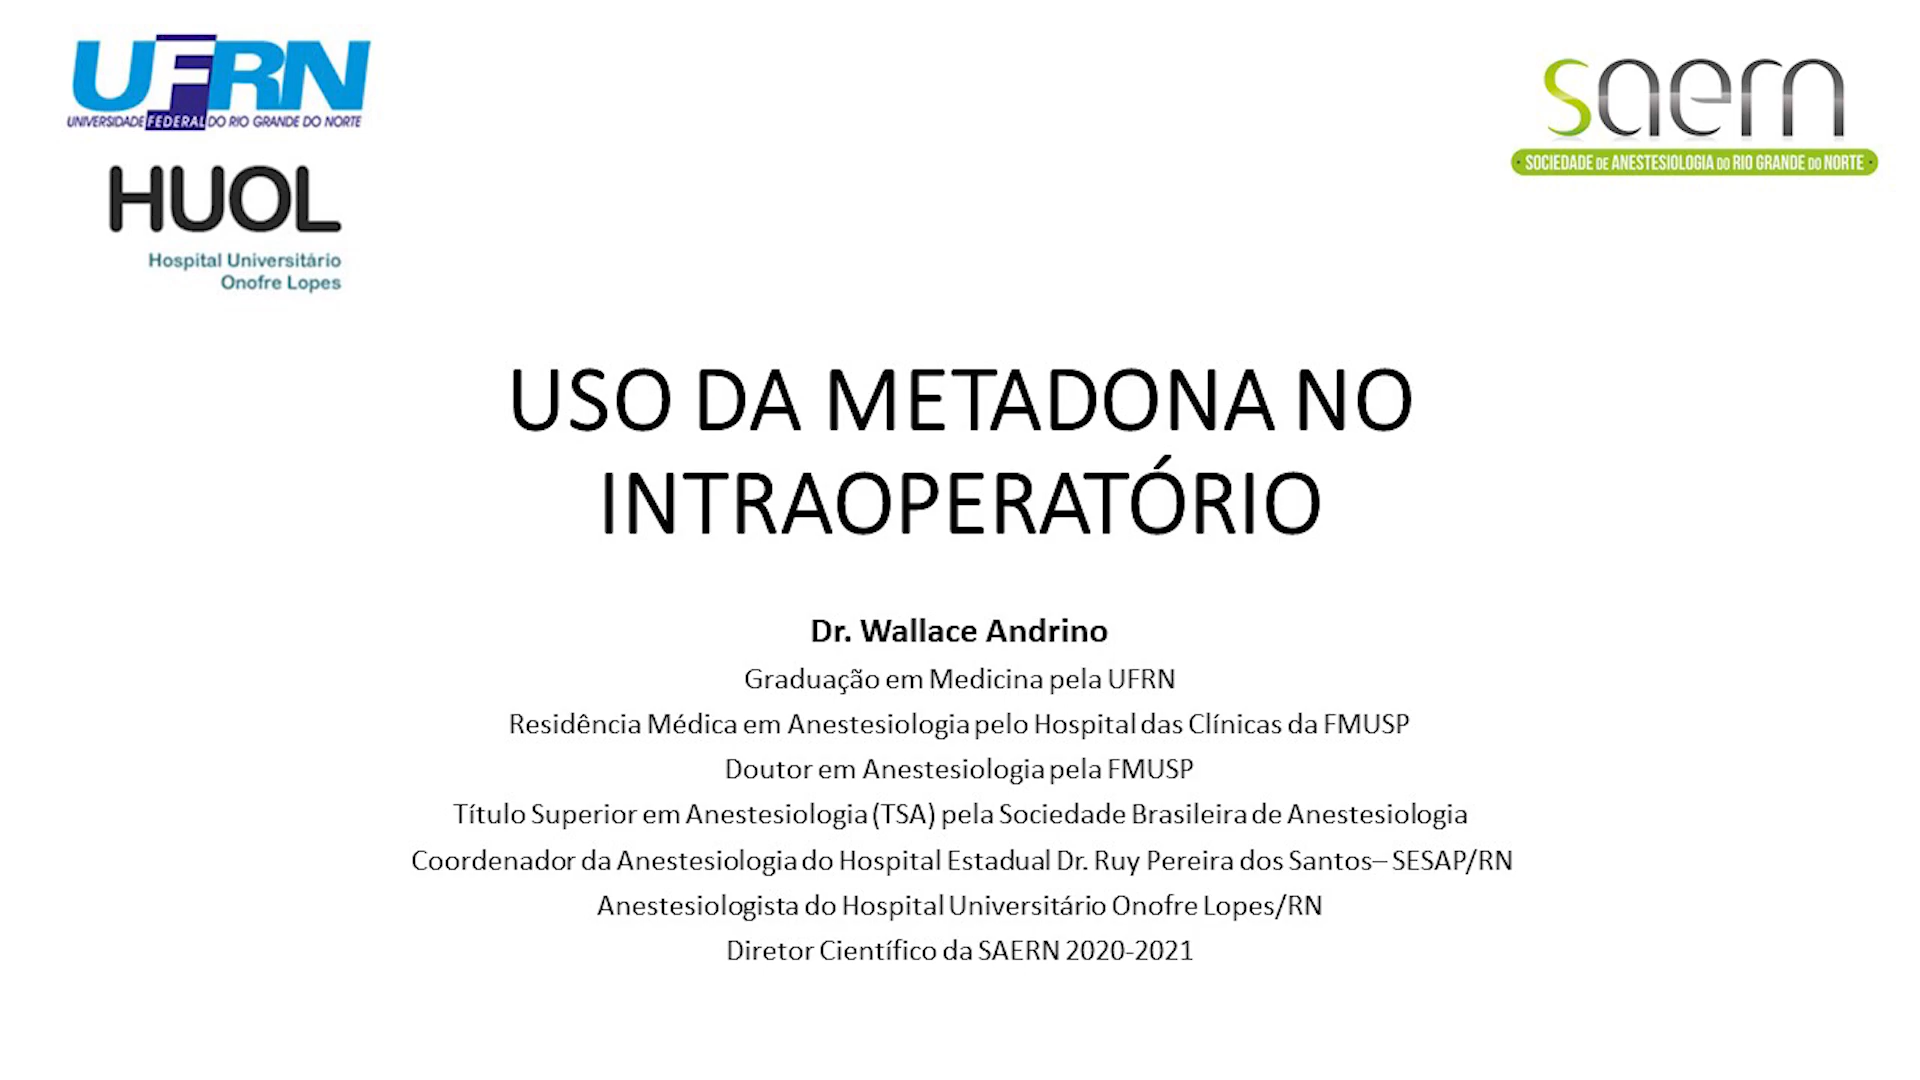 UFRN
UNIVERSIDADE FEDERAL DO RIO GRANDE DO NORTE
HUOL
Hospital Universitário
Onofre Lopes
saern
• SOCIEDADE DE ANESTESIOLOGIA DO RIO GRANDE DO NORTE •
USO DA METADONA NO
INTRAOPERATÓRIO
Dr. Wallace Andrino
Graduação em Medicina pela UFRN
Residência Médica em Anestesiologia pelo Hospital das Clínicas da FMUSP
Doutor em Anestesiologia pela FMUSP
Título Superior em Anestesiologia (TSA) pela Sociedade Brasileira de Anestesiologia
Coordenador da Anestesiologia do Hospital Estadual Dr. Ruy Pereira dos Santos– SESAP/RN
Anestesiologista do Hospital Universitário Onofre Lopes/RN
Diretor Científico da SAERN 2020-2021